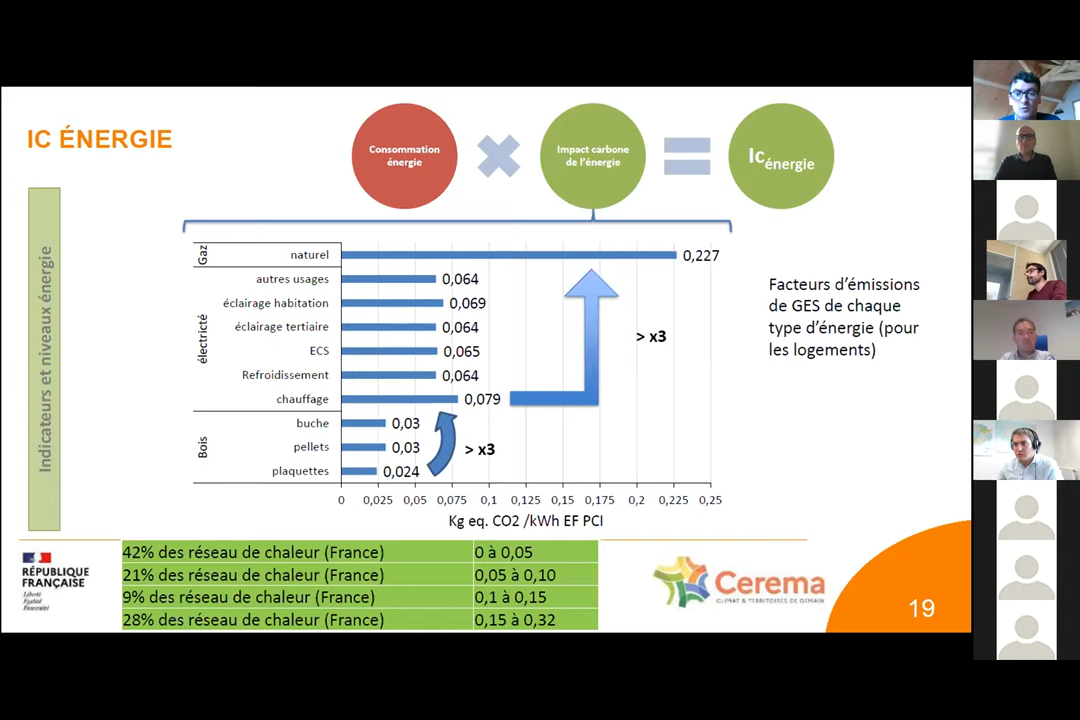 IC ÉNERGIE
Consommation
énergie
Impact carbone
de l'énergie
Ic énergie
Indicateurs et niveaux énergie
Gaz
naturel
0,227
électricité
autres usages
0,064
éclairage habitation
0,069
éclairage tertiaire
0,064
ECS
0,065
Refroidissement
0,064
chauffage
0,079
Bois
buche
0,03
pellets
0,03
plaquettes
0,024
> x3
> x3
0
0,025
0,05
0,075
0,1
0,125
0,15
0,175
0,2
0,225
0,25
Kg eq. CO2 /kWh EF PCI
Facteurs d'émissions
de GES de chaque
type d'énergie (pour
les logements)
42% des réseau de chaleur (France) 0 à 0,05
21% des réseau de chaleur (France) 0,05 à 0,10
9% des réseau de chaleur (France) 0,1 à 0,15
28% des réseau de chaleur (France) 0,15 à 0,32
RÉPUBLIQUE
FRANÇAISE
Liberté
Égalité
Fraternité
Cerema
CLIMAT & TERRITOIRES DE DEMAIN
19